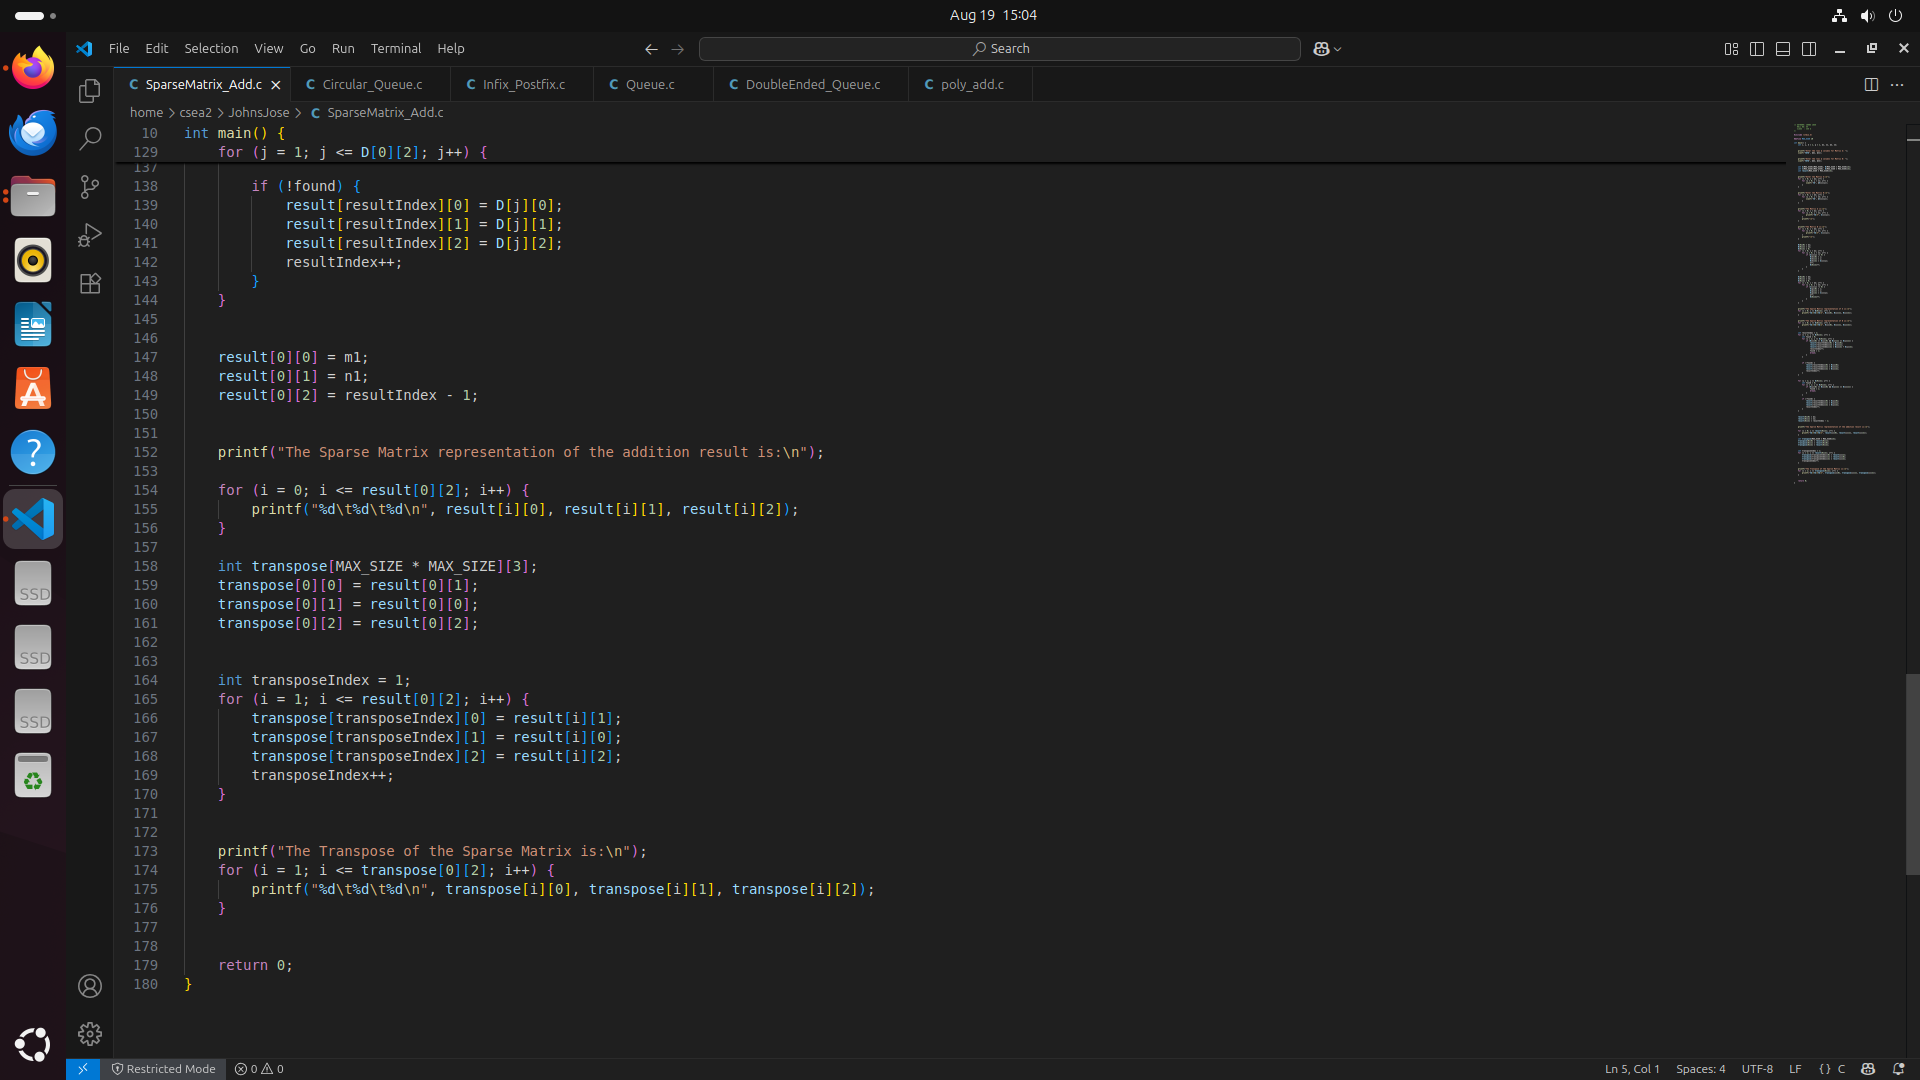 Aug 19 15:04
File Edit Selection View Go Run Terminal Help
Search
SparseMatrix_Add.c
Circular_Queue.c
Infix_Postfix.c
Queue.c
DoubleEnded_Queue.c
poly_add.c
home > csea2 > JohnsJose > C SparseMatrix_Add.c
10 int main() {
129 for (j = 1; j <= D[0][2]; j++) {
137
138 if (!found) {
139 result[resultIndex][0] = D[j][0];
140 result[resultIndex][1] = D[j][1];
141 result[resultIndex][2] = D[j][2];
142 resultIndex++;
143 }
144 }
145
146
147 result[0][0] = m1;
148 result[0][1] = n1;
149 result[0][2] = resultIndex - 1;
150
151
152 printf("The Sparse Matrix representation of the addition result is:\n");
153
154 for (i = 0; i <= result[0][2]; i++) {
155 printf("%d\t%d\t%d\n", result[i][0], result[i][1], result[i][2]);
156 }
157
158 int transpose[MAX_SIZE * MAX_SIZE][3];
159 transpose[0][0] = result[0][1];
160 transpose[0][1] = result[0][0];
161 transpose[0][2] = result[0][2];
162
163
164 int transposeIndex = 1;
165 for (i = 1; i <= result[0][2]; i++) {
166 transpose[transposeIndex][0] = result[i][1];
167 transpose[transposeIndex][1] = result[i][0];
168 transpose[transposeIndex][2] = result[i][2];
169 transposeIndex++;
170 }
171
172
173 printf("The Transpose of the Sparse Matrix is:\n");
174 for (i = 1; i <= transpose[0][2]; i++) {
175 printf("%d\t%d\t%d\n", transpose[i][0], transpose[i][1], transpose[i][2]);
176 }
177
178
179 return 0;
180 }
SSD
SSD
SSD
Restricted Mode 0 0
Ln 5, Col 1 Spaces: 4 UTF-8 LF {} C